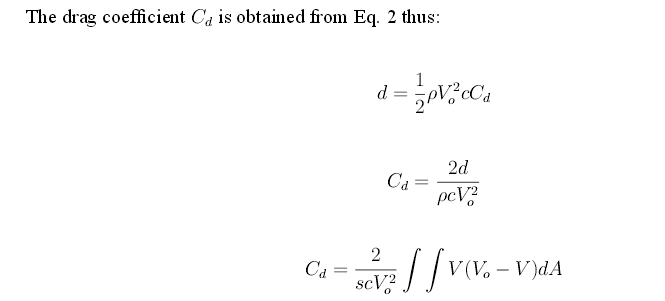 The drag coefficient $C_d$ is obtained from Eq. 2 thus:
$d = \frac{1}{2} \rho V_o^2 c C_d$
$C_d = \frac{2d}{\rho c V_o^2}$
$C_d = \frac{2}{s c V_o^2} \int \int V(V_o - V) dA$